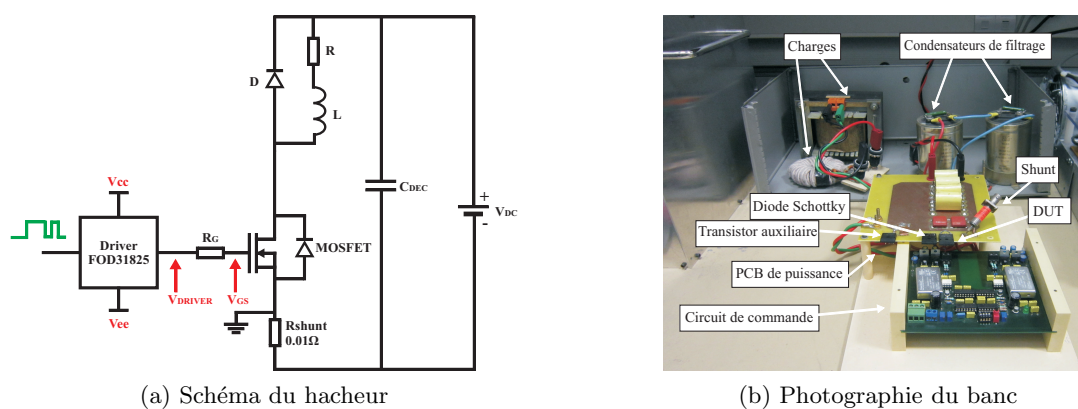 R
D
L
CDEC
+
VDC
-
Vcc
Driver
FOD31825
RG
MOSFET
VDRIVER
VGS
Vee
Rshunt
0.01Ω
(a) Schéma du hacheur
Charges
Condensateurs de filtrage
Shunt
Diode Schottky
DUT
Transistor auxiliaire
PCB de puissance
Circuit de commande
(b) Photographie du banc